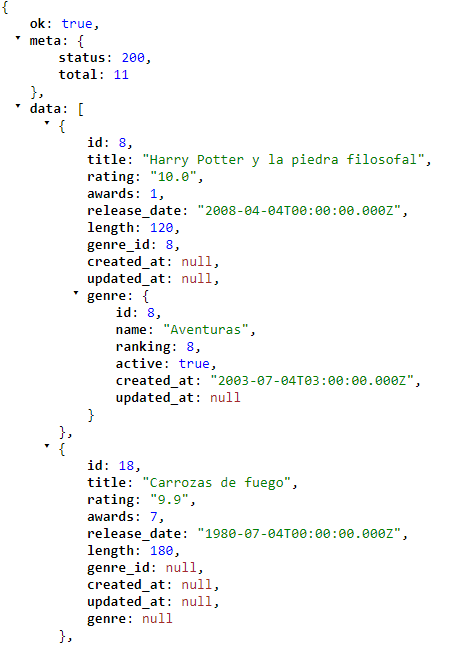 {
ok: true,
meta: {
status: 200,
total: 11
},
data: [
{
id: 8,
title: "Harry Potter y la piedra filosofal",
rating: "10.0",
awards: 1,
release_date: "2008-04-04T00:00:00.000Z",
length: 120,
genre_id: 8,
created_at: null,
updated_at: null,
genre: {
id: 8,
name: "Aventuras",
ranking: 8,
active: true,
created_at: "2003-07-04T03:00:00.000Z",
updated_at: null
}
},
{
id: 18,
title: "Carrozas de fuego",
rating: "9.9",
awards: 7,
release_date: "1980-07-04T00:00:00.000Z",
length: 180,
genre_id: null,
created_at: null,
updated_at: null,
genre: null
},